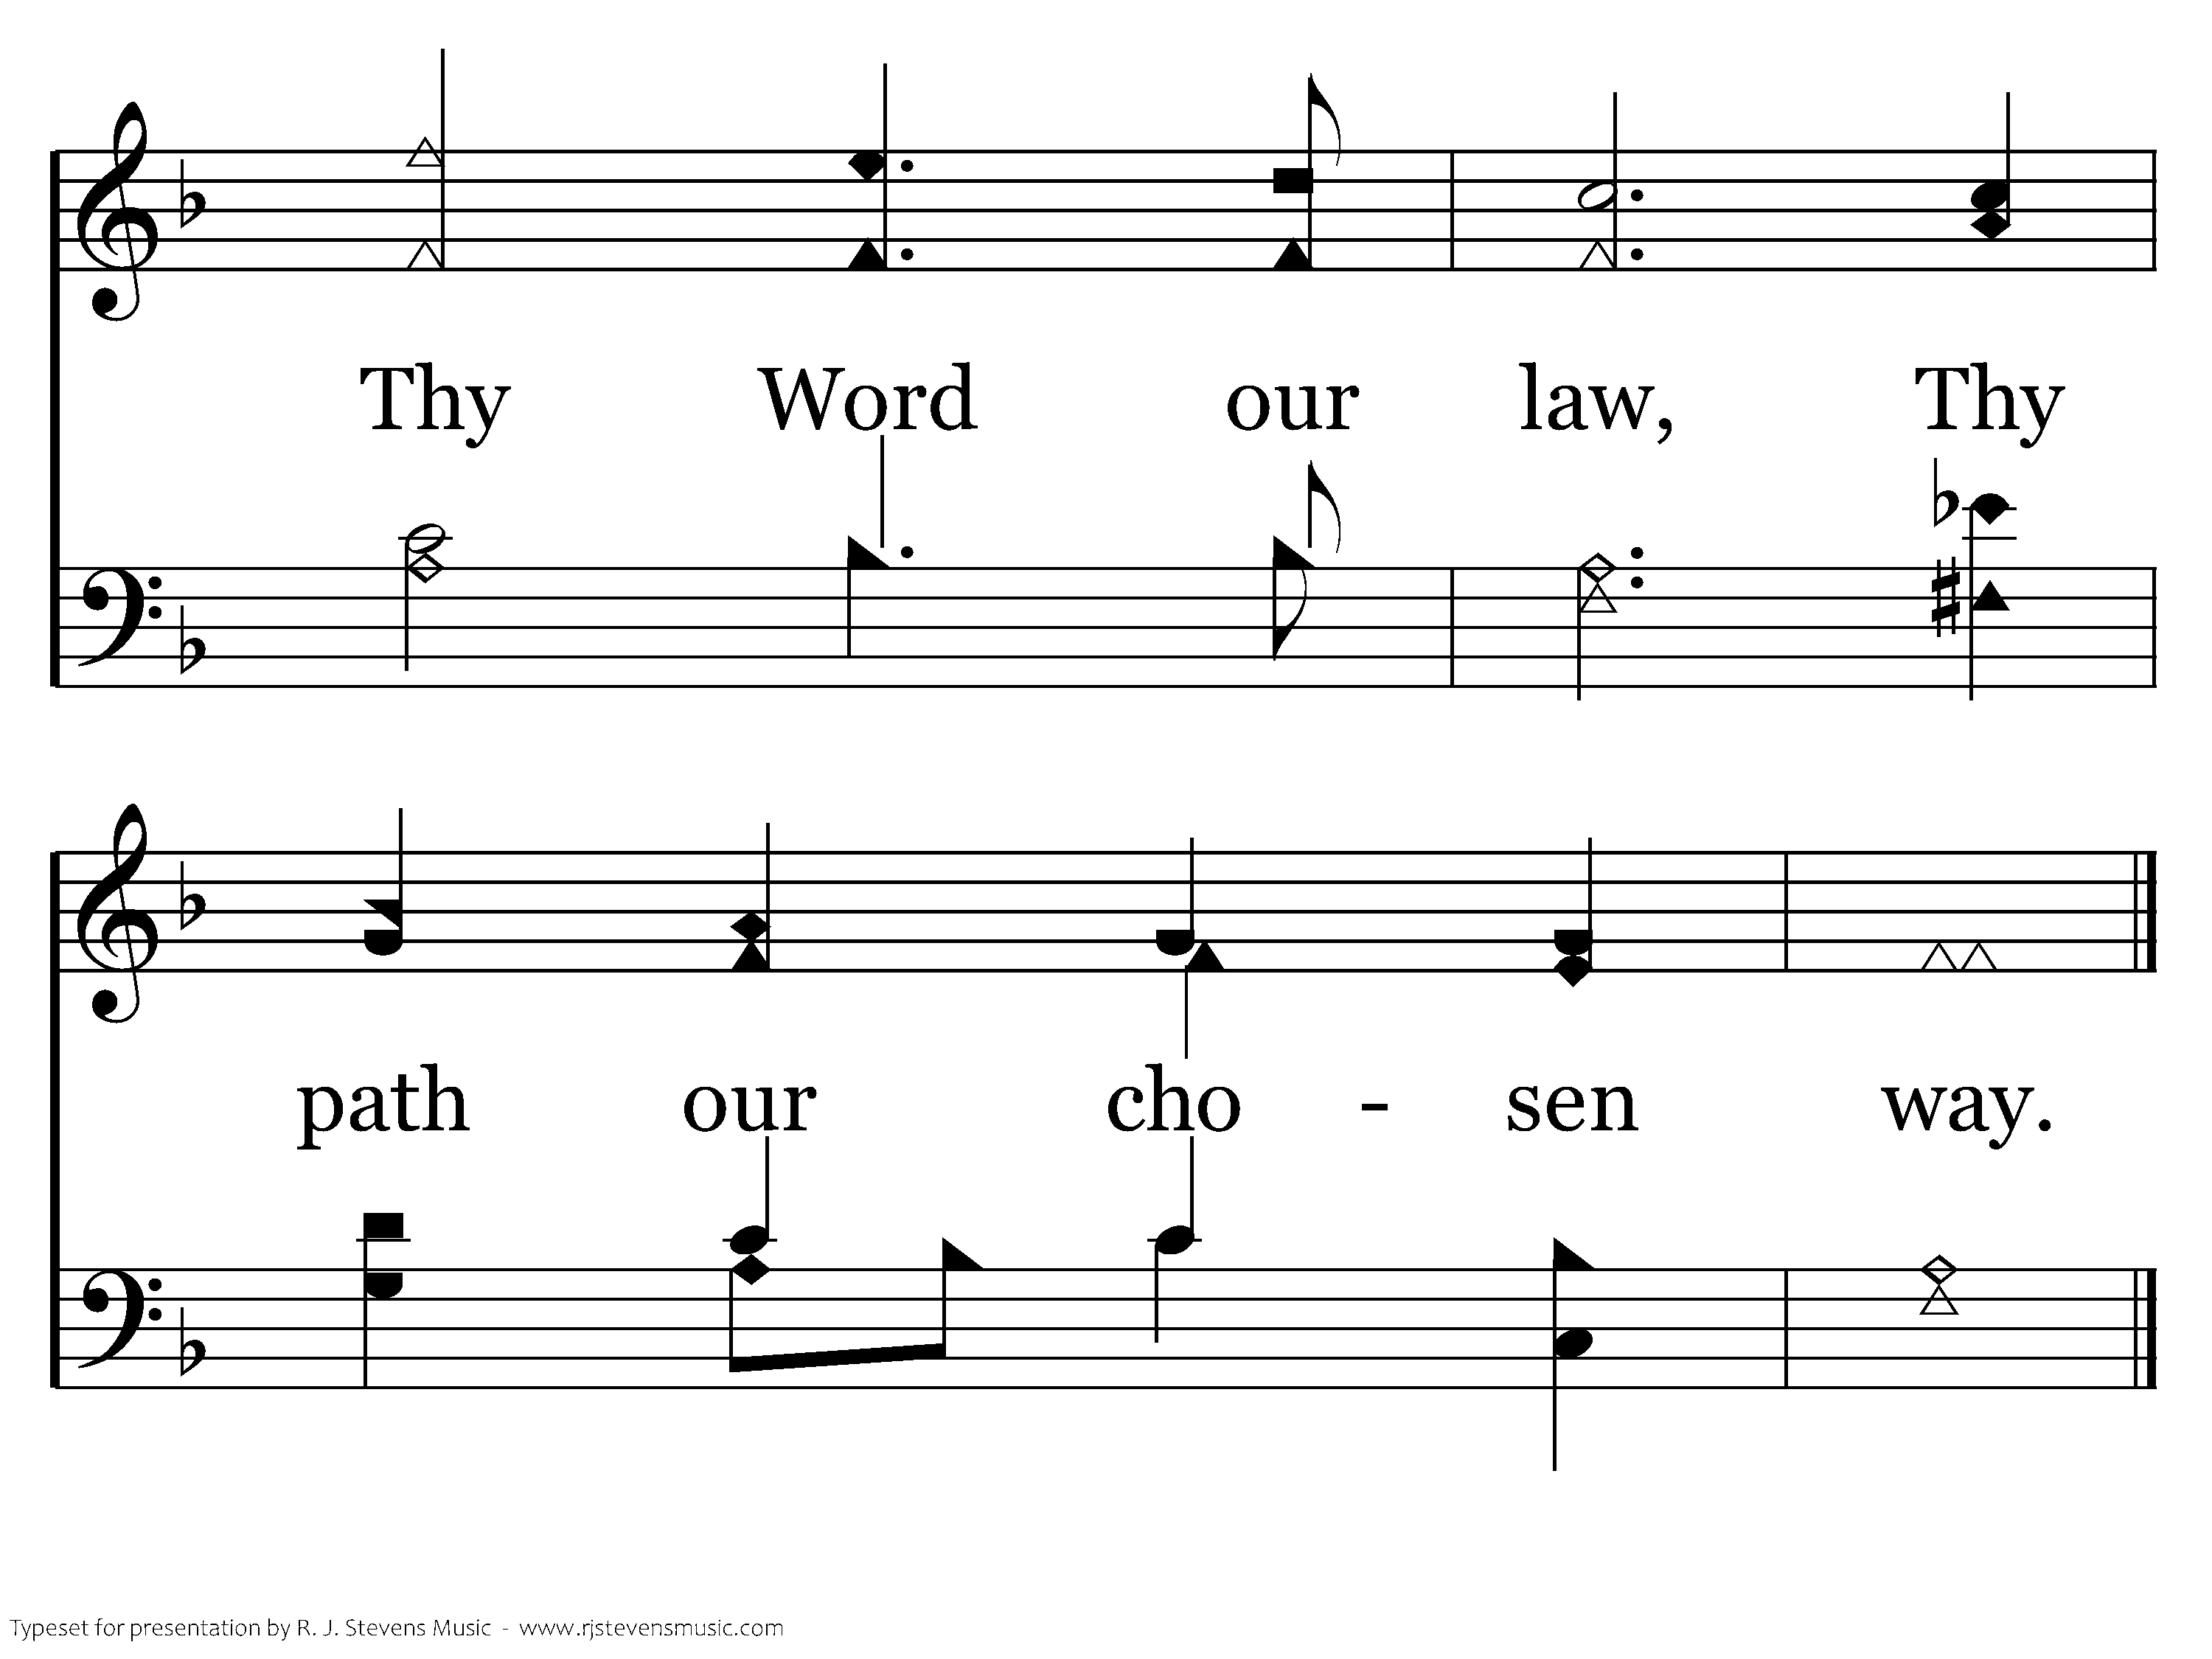 Thy Word our law, Thy
path our cho - sen way.
Typeset for presentation by R. J. Stevens Music - www.rjstevensmusic.com